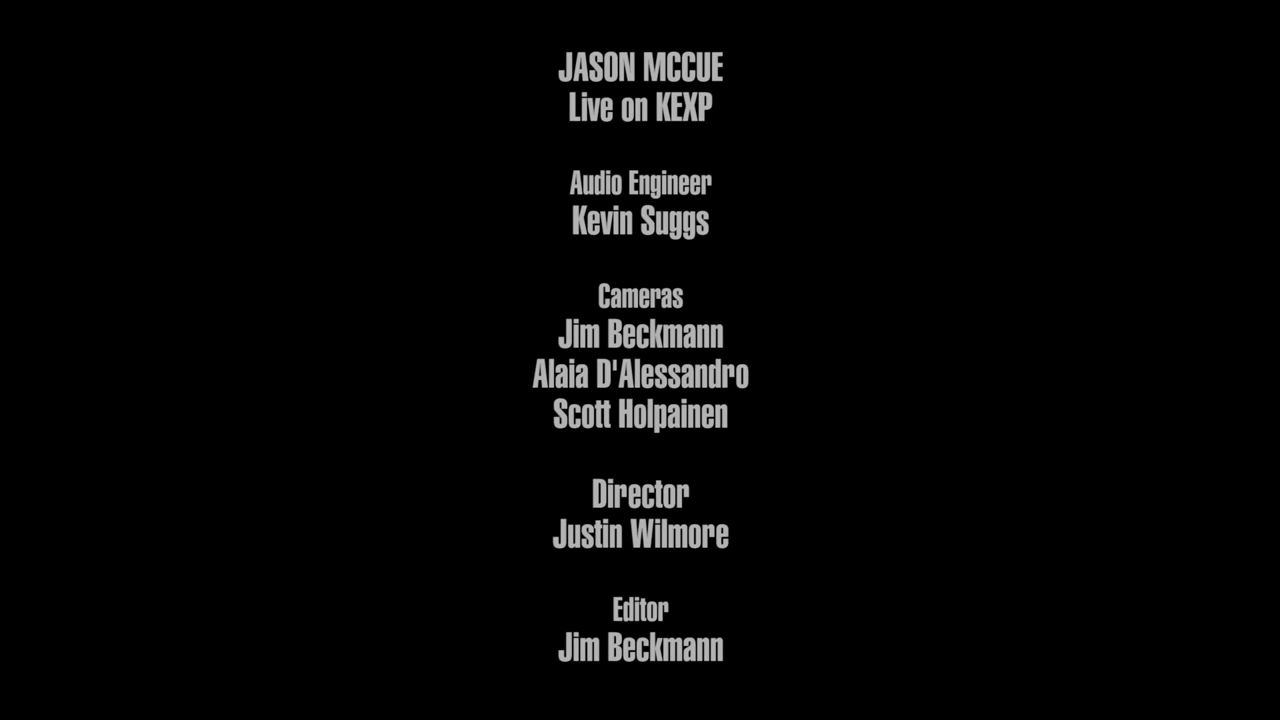 JASON MCCUE
Live on KEXP
Audio Engineer
Kevin Suggs
Cameras
Jim Beckmann
Alaia D'Alessandro
Scott Holpainen
Director
Justin Wilmore
Editor
Jim Beckmann